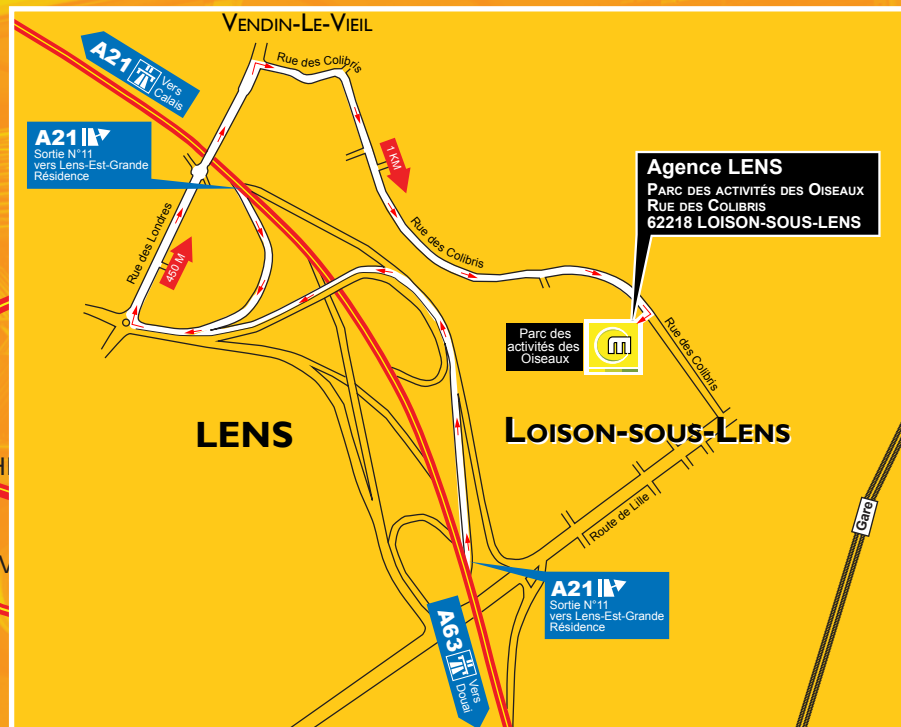 VENDIN-LE-VIEIL
A21
Vers
Calais
Rue des Colibris
A21
Sortie N°11
vers Lens-Est-Grande
Résidence
1 KM
Agence LENS
PARC DES ACTIVITÉS DES OISEAUX
RUE DES COLIBRIS
62218 LOISON-SOUS-LENS
Rue des Londres
450 M
Rue des Colibris
Parc des
activités des
Oiseaux
m
Rue des Colibris
LENS
LOISON-SOUS-LENS
Route de Lille
Gare
A21
Sortie N°11
vers Lens-Est-Grande
Résidence
A63
Vers
Douai